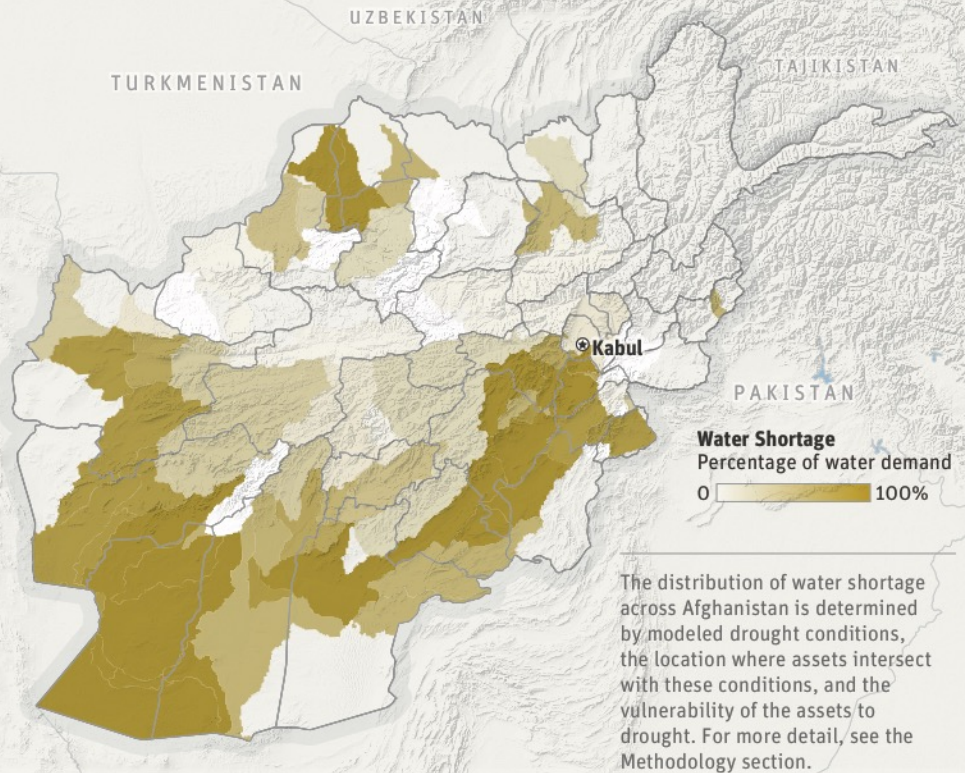 UZBEKISTAN
TAJIKISTAN
TURKMENISTAN
Kabul
PAKISTAN
Water Shortage
Percentage of water demand
0 100%
The distribution of water shortage
across Afghanistan is determined
by modeled drought conditions,
the location where assets intersect
with these conditions, and the
vulnerability of the assets to
drought. For more detail, see the
Methodology section.